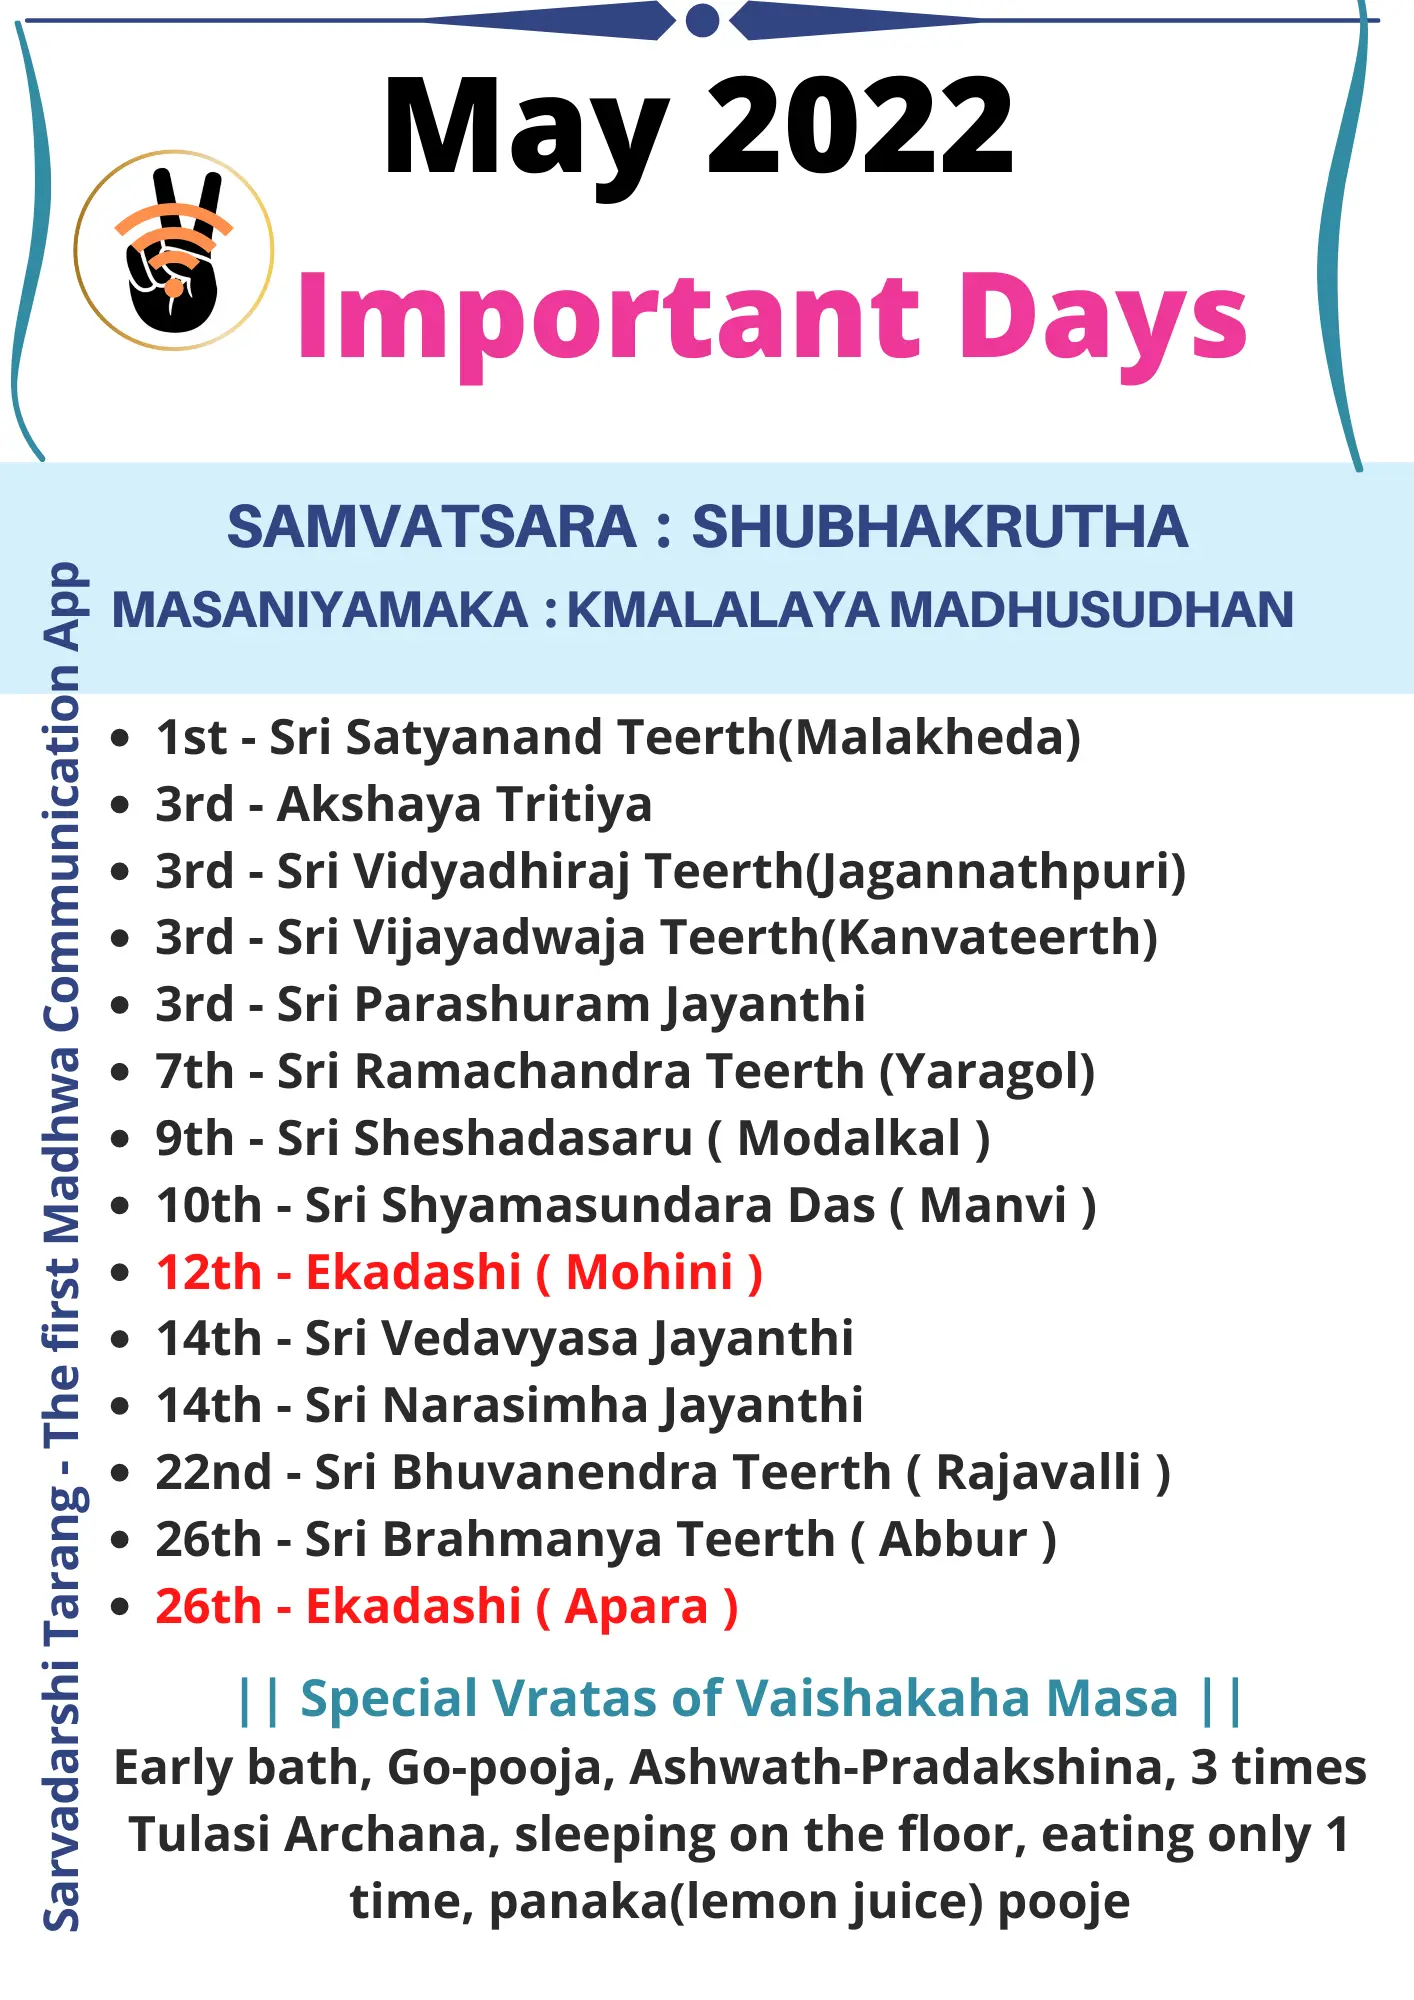 May 2022
Important Days
SAMVATSARA : SHUBHAKRUTHA
MASANIYAMAKA : KMALALAYA MADHUSUDHAN
Sarvadarshi Tarang - The first Madhwa Communication App
• 1st - Sri Satyanand Teerth(Malakheda)
• 3rd - Akshaya Tritiya
• 3rd - Sri Vidyadhiraj Teerth(Jagannathpuri)
• 3rd - Sri Vijayadwaja Teerth(Kanvateerth)
• 3rd - Sri Parashuram Jayanthi
• 7th - Sri Ramachandra Teerth (Yaragol)
• 9th - Sri Sheshadasaru ( Modalkal )
• 10th - Sri Shyamasundara Das ( Manvi )
• 12th - Ekadashi ( Mohini )
• 14th - Sri Vedavyasa Jayanthi
• 14th - Sri Narasimha Jayanthi
• 22nd - Sri Bhuvanendra Teerth ( Rajavalli )
• 26th - Sri Brahmanya Teerth ( Abbur )
• 26th - Ekadashi ( Apara )
|| Special Vratas of Vaishakaha Masa ||
Early bath, Go-pooja, Ashwath-Pradakshina, 3 times
Tulasi Archana, sleeping on the floor, eating only 1
time, panaka(lemon juice) pooje